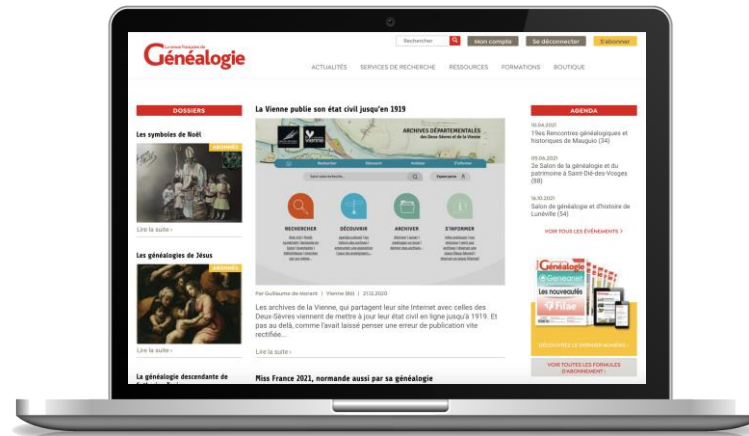 La revue française de
Généalogie
Rechercher
Mon compte
Se déconnecter
S'abonner
ACTUALITÉS
SERVICES DE RECHERCHE
RESSOURCES
FORMATIONS
BOUTIQUE
DOSSIERS
Les symboles de Noël
ABONNÉS
Lire la suite ›
Les généalogies de Jésus
ABONNÉS
Lire la suite ›
La généalogie descendante de
La Vienne publie son état civil jusqu'en 1919
Vienne
ARCHIVES DÉPARTEMENTALES
des Deux-Sèvres et de la Vienne
Rechercher
Découvrir
Archiver
S'informer
RECHERCHER
DÉCOUVRIR
ARCHIVER
S'INFORMER
Par Guillaume de Morant | Vienne (86) | 21.12.2020
Les archives de la Vienne, qui partagent leur site Internet avec celles des
Deux-Sèvres viennent de mettre à jour leur état civil en ligne jusqu'à 1919. Et
pas au delà, comme l'avait laissé penser une erreur de publication vite
rectifiée...
Lire la suite ›
Miss France 2021, normande aussi par sa généalogie
AGENDA
10.04.2021
19es Rencontres généalogiques et
historiques de Mauguio (34)
2e Salon de la généalogie et du
patrimoine à Saint-Dié-des-Vosges
(88)
16.10.2021
Salon de généalogie et d'histoire de
Lunéville (54)
VOIR TOUS LES ÉVÉNEMENTS ›
Généalogie
Geneanet
Les nouveautés
Filae
DÉCOUVREZ LE DERNIER NUMÉRO ›
VOIR TOUTES LES FORMULES
D'ABONNEMENT ›